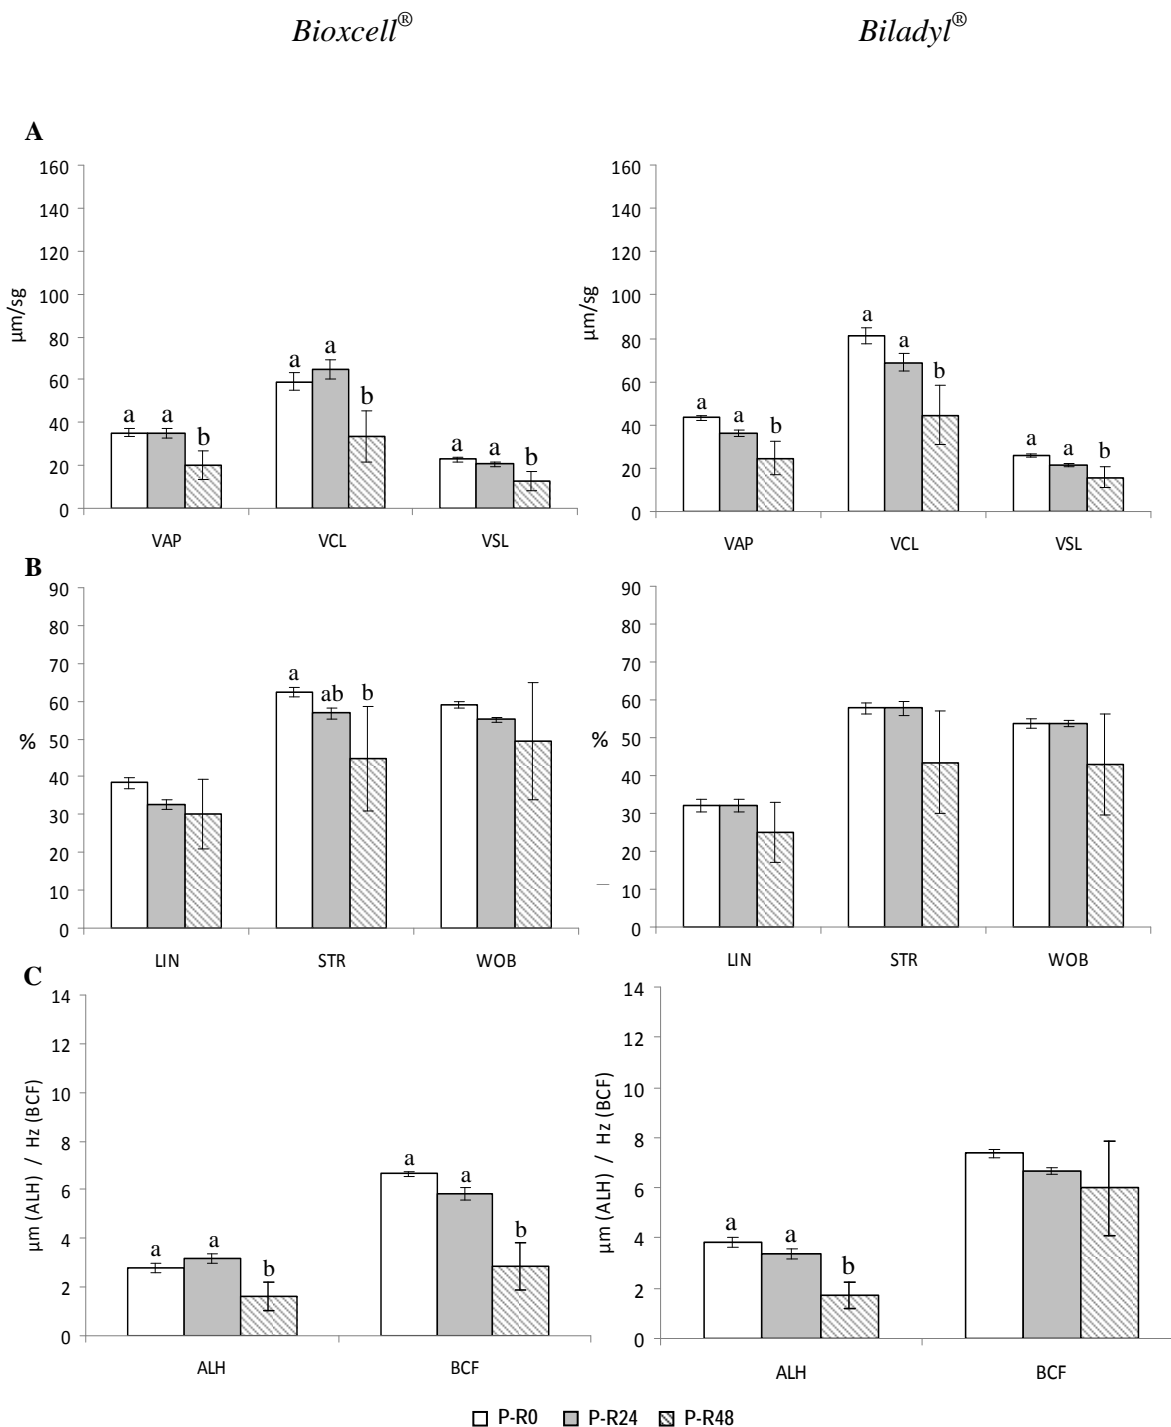 Bioxcell® Biladyl®
A
160 160
140 140
120 120
100 100
80 80
60 60
40 40
20 20
0 0
µm/sg µm/sg
a a b a a b a a b
a a b a a b a a b
VAP VCL VSL VAP VCL VSL
B
90 90
80 80
70 70
60 60
50 50
40 40
30 30
20 20
10 10
0 0
% %
a ab b
LIN STR WOB LIN STR WOB
C
14 14
12 12
10 10
8 8
6 6
4 4
2 2
0 0
µm (ALH) / Hz (BCF) µm (ALH) / Hz (BCF)
a a b a a b
a a b
ALH BCF ALH BCF
P-R0 P-R24 P-R48